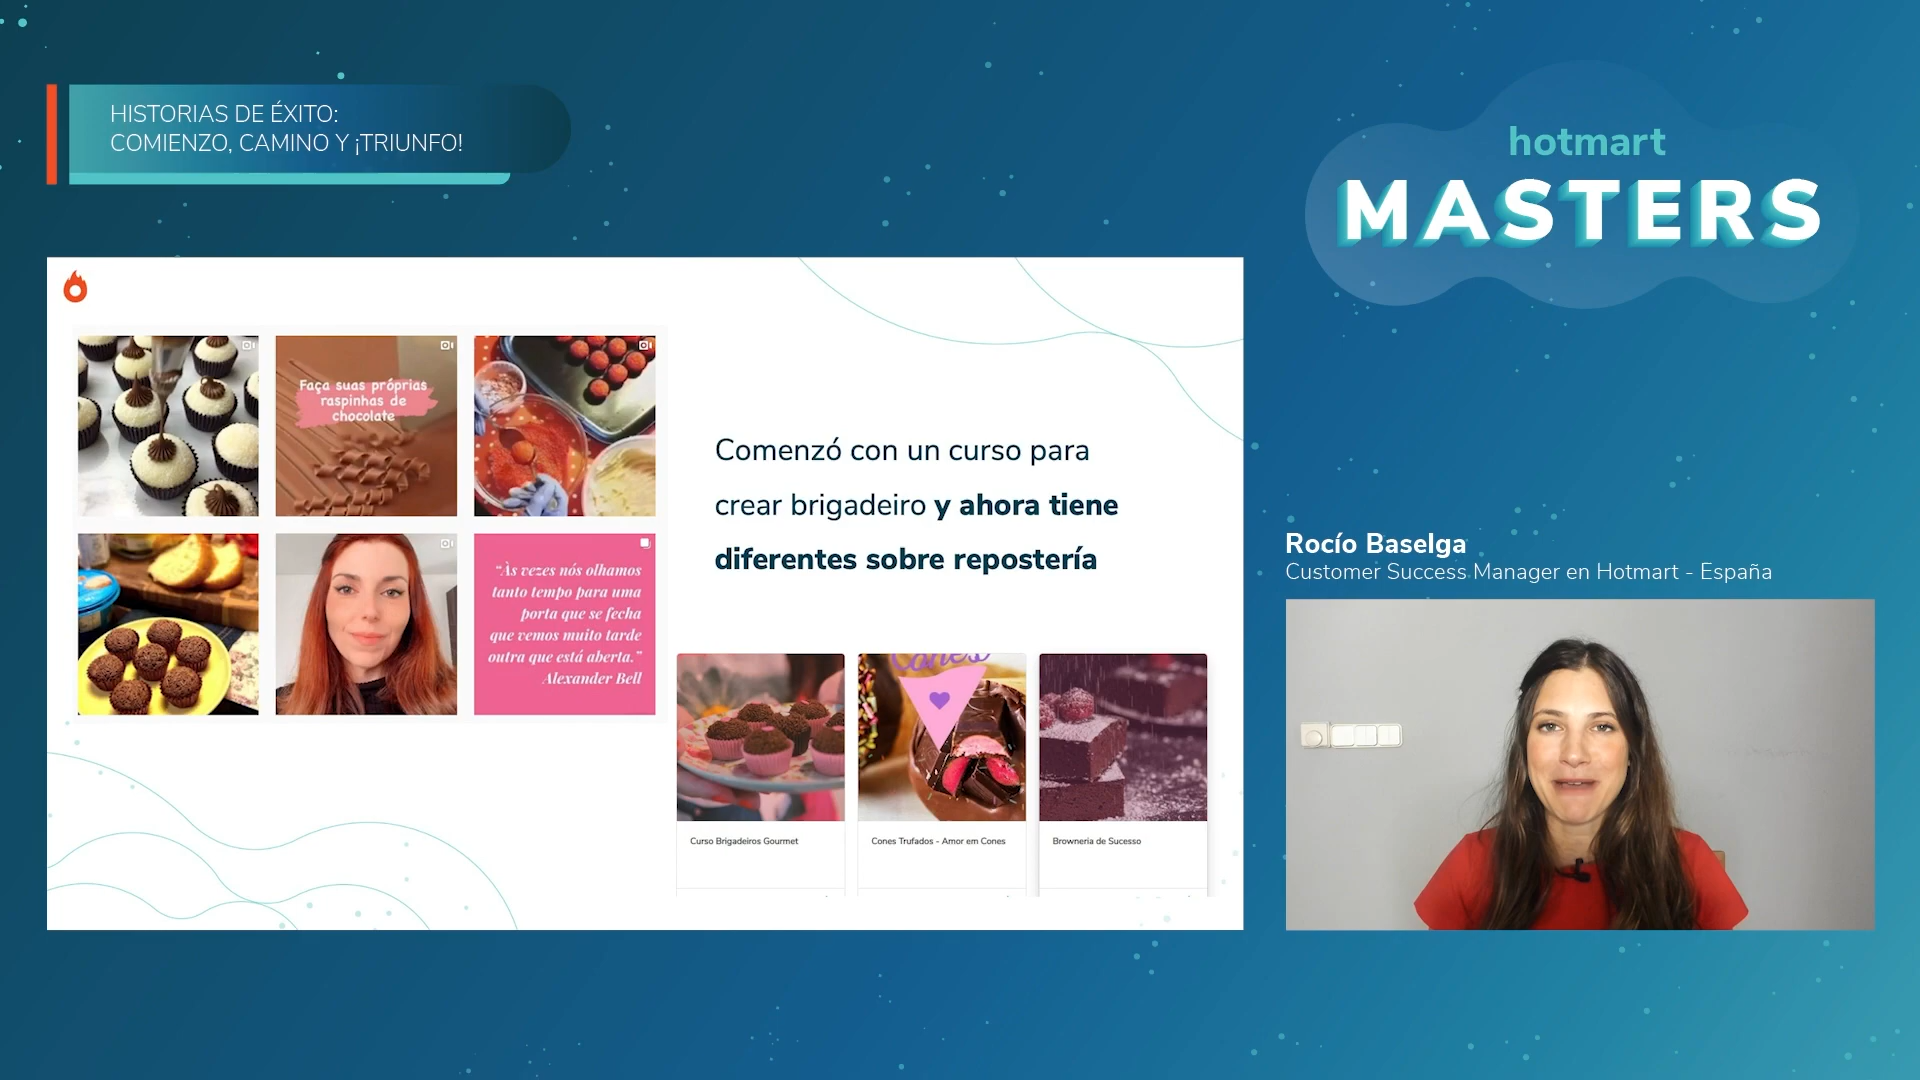 HISTORIAS DE ÉXITO:
COMIENZO, CAMINO Y ¡TRIUNFO!
hotmart
MASTERS
Faça suas próprias
raspinhas de
chocolate
“Às vezes nós olhamos
tanto tempo para uma
porta que se fecha
que vemos muito tarde
outra que está aberta.”
Alexander Bell
Comenzó con un curso para
crear brigadeiro y ahora tiene
diferentes sobre repostería
Cones
Curso Brigadeiros Gourmet
Cones Trufados - Amor em Cones
Browneria de Sucesso
Rocío Baselga
Customer Success Manager en Hotmart - España